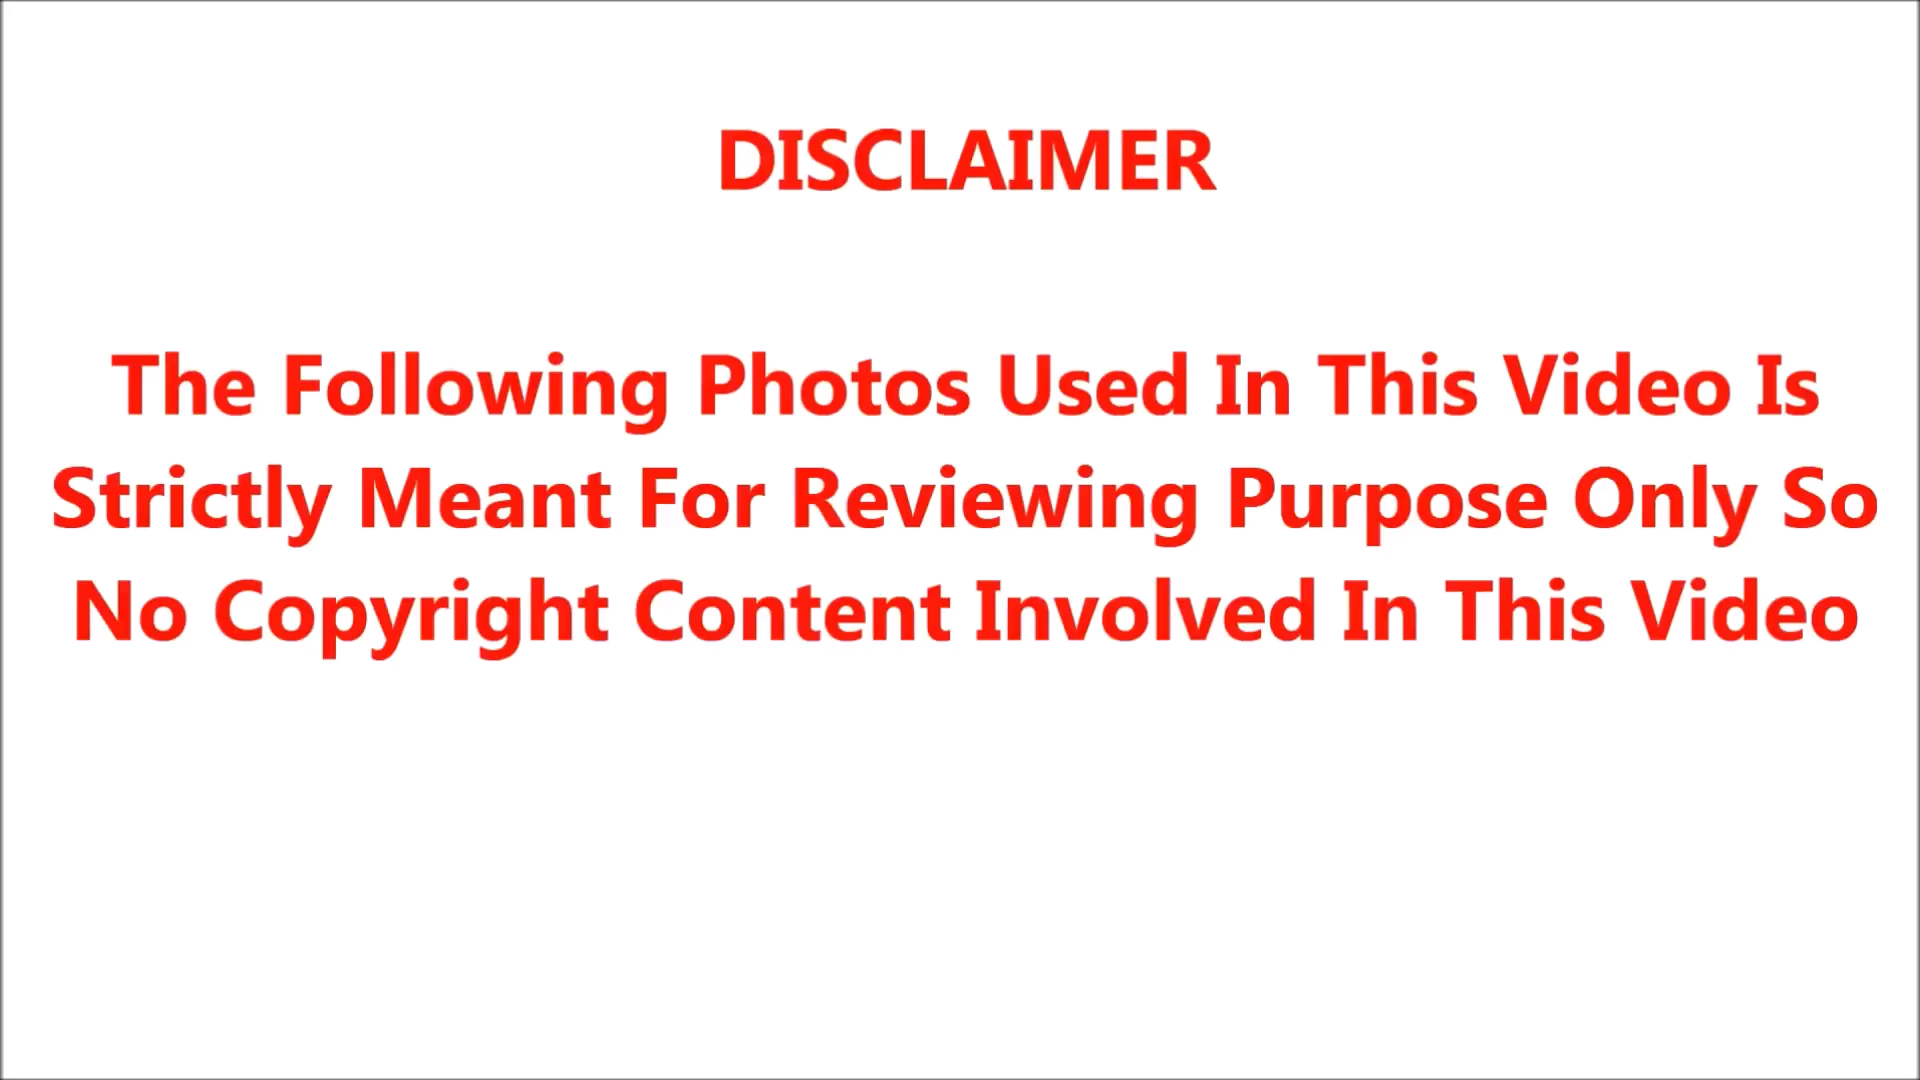 DISCLAIMER
The Following Photos Used In This Video Is
Strictly Meant For Reviewing Purpose Only So
No Copyright Content Involved In This Video